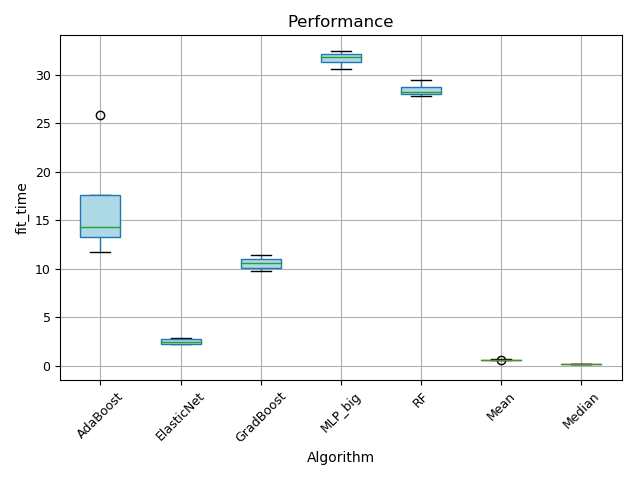 Performance
fit_time
30
25
20
15
10
5
0
AdaBoost
ElasticNet
GradBoost
MLP_big
RF
Mean
Median
Algorithm